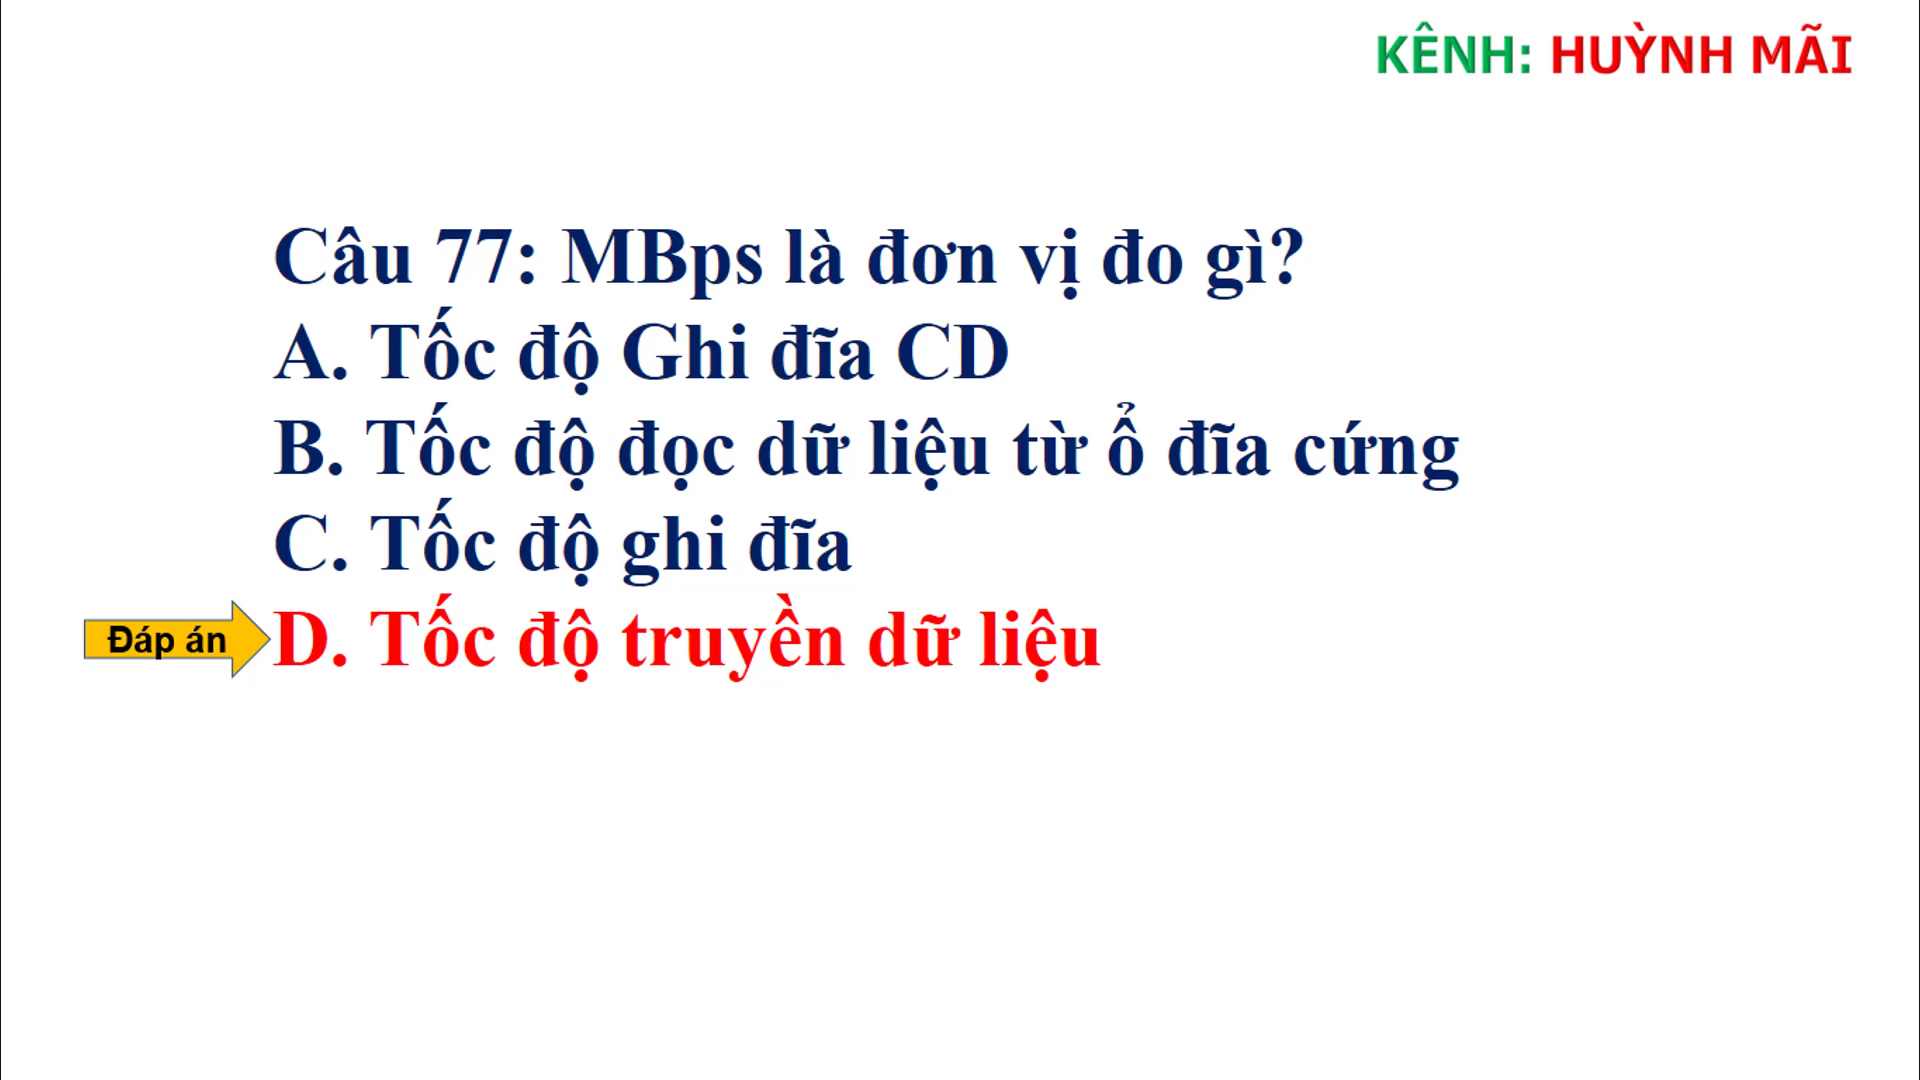 KÊNH: HUỲNH MÃI
Câu 77: MBps là đơn vị đo gì?
A. Tốc độ Ghi đĩa CD
B. Tốc độ đọc dữ liệu từ ổ đĩa cứng
C. Tốc độ ghi đĩa
Đáp án D. Tốc độ truyền dữ liệu